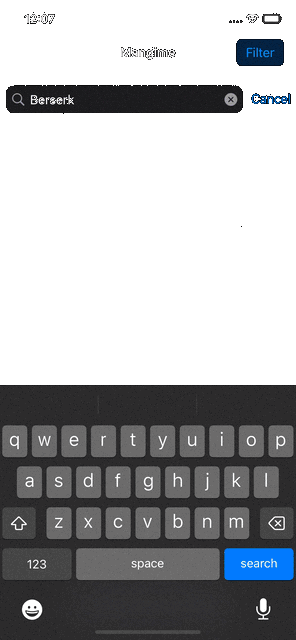 12:07
Mangime
Filter
Berserk
Cancel
q w e r t y u i o p
a s d f g h j k l
z x c v b n m
123 space search